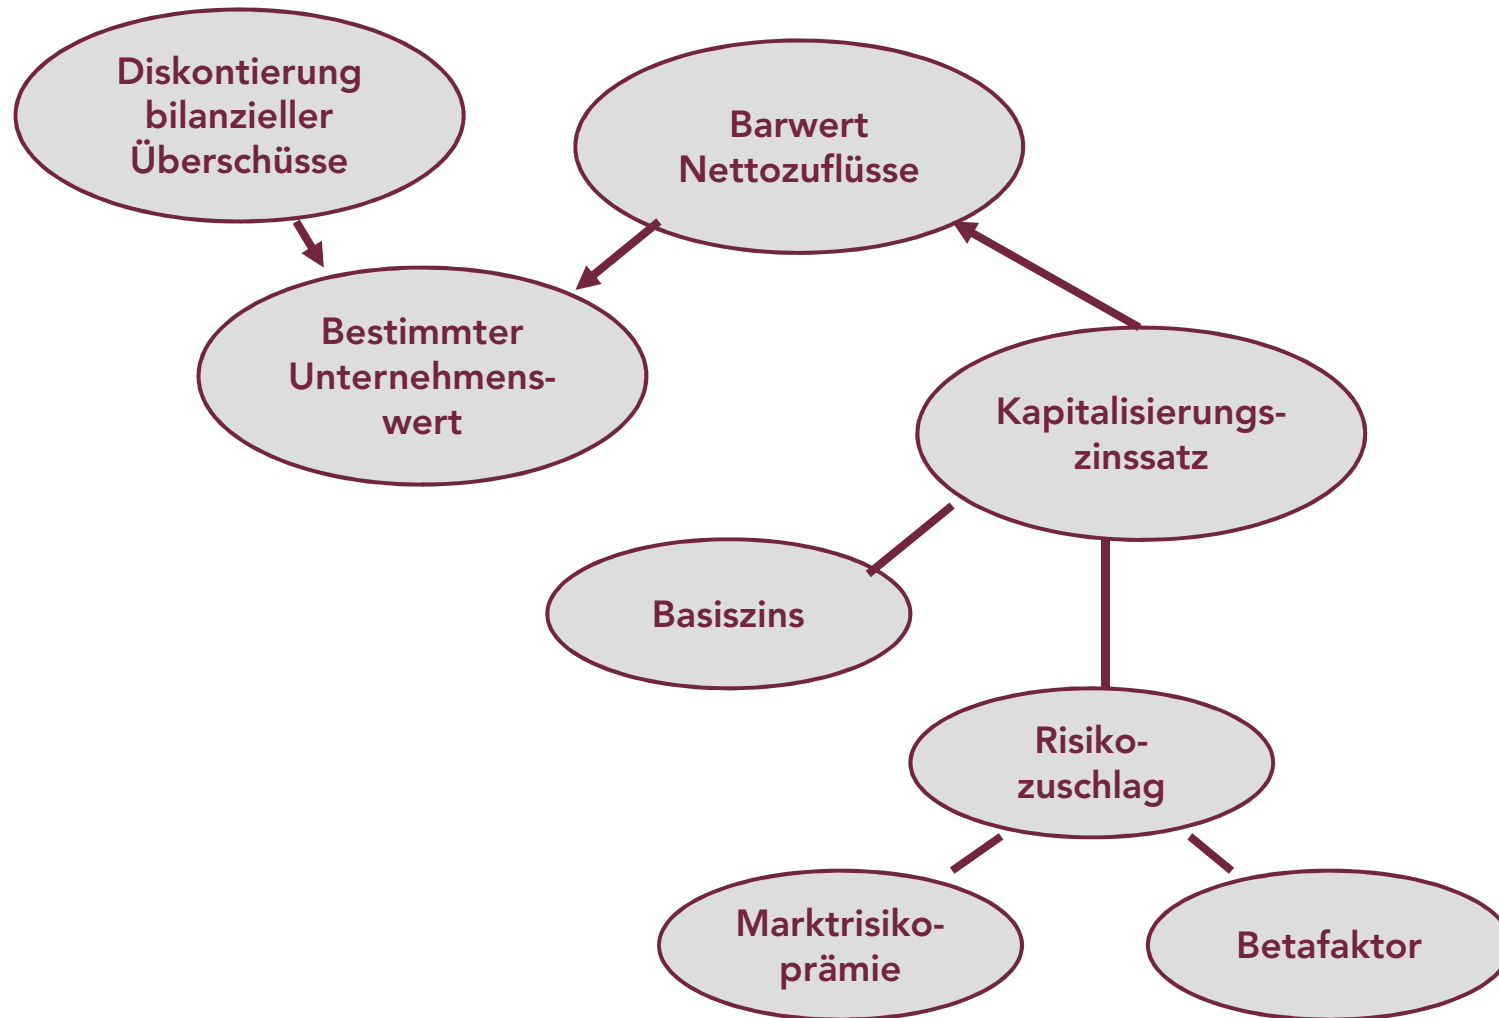 Diskontierung
bilanzieller
Überschüsse
Barwert
Nettozuflüsse
Bestimmter
Unternehmens-
wert
Kapitalisierungs-
zinssatz
Basiszins
Risiko-
zuschlag
Marktrisiko-
prämie
Betafaktor